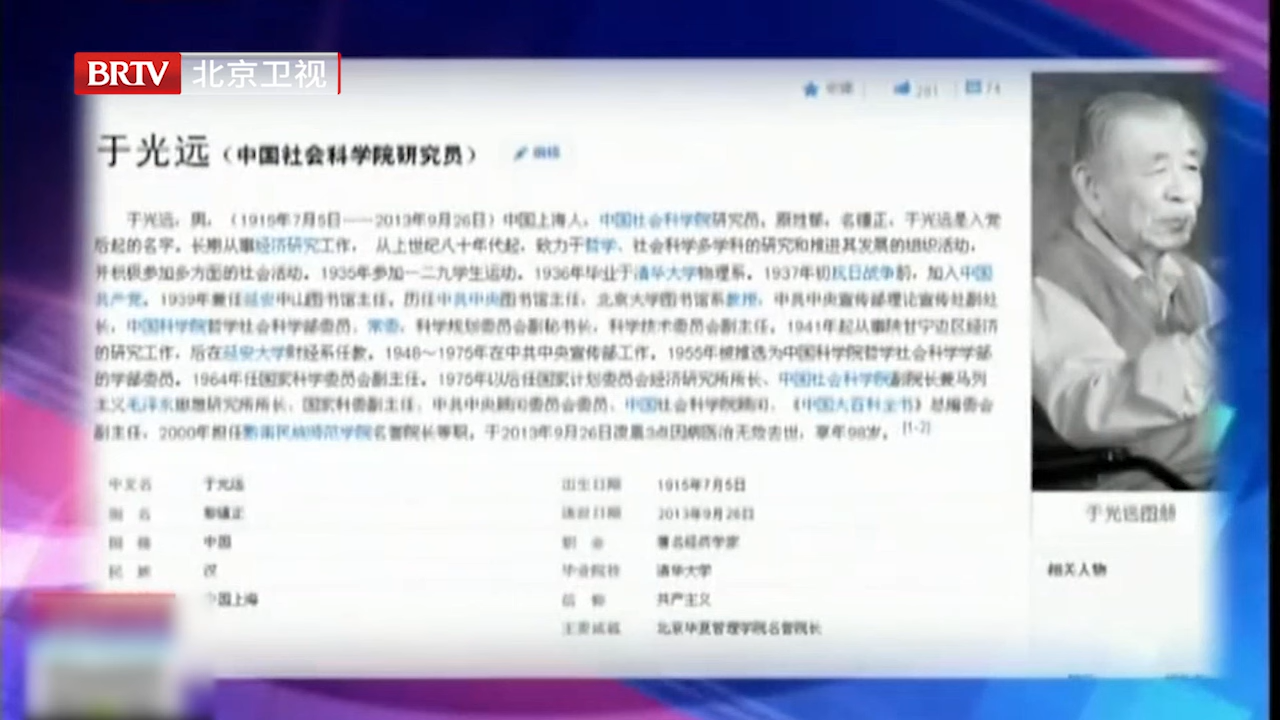 BRTV 北京卫视
281
74
于光远（中国社会科学院研究员） 编辑
于光远，男，（1915年7月5日——2013年9月26日）中国上海人，中国社会科学院研究员，原姓郁，名锺正，于光远是入党
后起的名字。长期从事经济研究工作， 从上世纪八十年代起，致力于哲学、社会科学多学科的研究和推进其发展的组织活动，
并积极参加多方面的社会活动。1935年参加一二九学生运动。1936年毕业于清华大学物理系。1937年初抗日战争前，加入中国
共产党。1939年兼任延安中山图书馆主任。历任中共中央图书馆主任，北京大学图书馆系教授，中共中央宣传部理论宣传处副处
长，中国科学院哲学社会科学部委员、常委，科学规划委员会副秘书长，科学技术委员会副主任。1941年起从事陕甘宁边区经济
的研究工作，后在延安大学财经系任教。1948～1975年在中共中央宣传部工作。1955年被推选为中国科学院哲学社会科学学部
的学部委员。1964年任国家科学委员会副主任。1975年以后任国家计划委员会经济研究所所长、中国社会科学院副院长兼马列
主义毛泽东思想研究所所长、国家科委副主任，中共中央顾问委员会委员、中国社会科学院顾问、《中国大百科全书》总编委会
副主任，2000年担任黔南民族师范学院名誉院长等职。于2013年9月26日凌晨3点因病医治无效去世，享年98岁。[1-2]
中文名 于光远 出生日期 1915年7月5日
别 名 郁锺正 逝世日期 2013年9月26日
国 籍 中国 职 业 著名经济学家
民 族 汉 毕业院校 清华大学
中国上海 信 仰 共产主义
主要成就 北京华夏管理学院名誉院长
于光远图册
相关人物